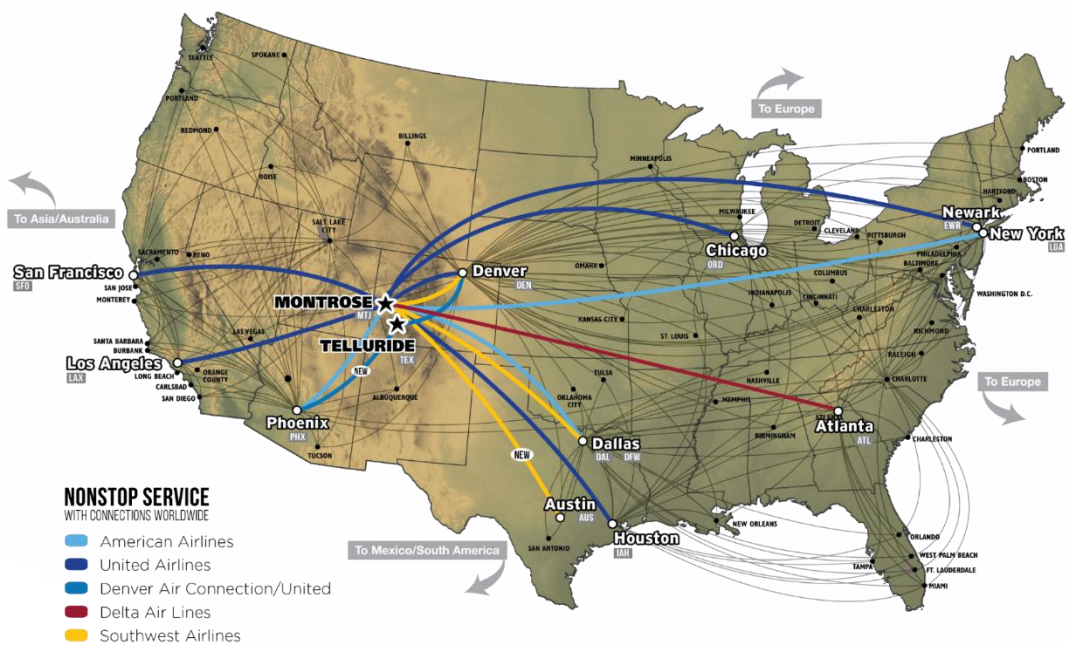 SEATTLE
SPOKANE
PORTLAND
REDMOND
BILLINGS
BOISE
To Europe
MINNEAPOLIS
PORTLAND
BOSTON
HARTFORD
To Asia/Australia
SALT LAKE
CITY
MILWAUKEE
DETROIT
CLEVELAND
PITTSBURGH
Newark
EWR
New York
LGA
SACRAMENTO
RENO
Chicago
ORD
PHILADELPHIA
BALTIMORE
San Francisco
SFO
SAN JOSE
MONTEREY
Denver
DEN
OMAHA
COLUMBUS
INDIANAPOLIS
CINCINNATI
WASHINGTON D.C.
MONTROSE
MTJ
KANSAS CITY
CHARLESTON
RICHMOND
LAS VEGAS
TELLURIDE
TEX
ST. LOUIS
SANTA BARBARA
BURBANK
Los Angeles
LAX
LONG BEACH
ORANGE
COUNTY
CARLSBAD
SAN DIEGO
NEW
ALBUQUERQUE
TULSA
OKLAHOMA
CITY
NASHVILLE
MEMPHIS
RALEIGH
CHARLOTTE
To Europe
Phoenix
PHX
TUCSON
Dallas
DAL DFW
BIRMINGHAM
ATLANTA
Atlanta
ATL
CHARLESTON
NEW
Austin
AUS
SAN ANTONIO
Houston
IAH
NEW ORLEANS
ORLANDO
TAMPA
WEST PALM BEACH
FT. LAUDERDALE
MIAMI
To Mexico/South America
NONSTOP SERVICE
WITH CONNECTIONS WORLDWIDE
American Airlines
United Airlines
Denver Air Connection/United
Delta Air Lines
Southwest Airlines